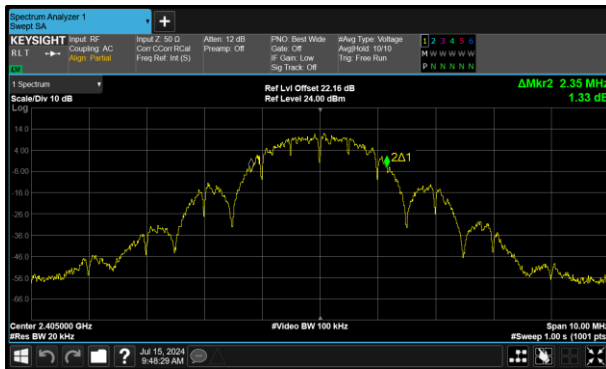 Spectrum Analyzer 1
Swept SA
KEYSIGHT
RLT
Input: RF
Coupling: AC
Align: Partial
Input Z: 50 Ω
Corr CCorr RCal
Freq Ref: Int (S)
Atten: 12 dB
Preamp: Off
PNO: Best Wide
Gate: Off
IF Gain: Low
Sig Track: Off
#Avg Type: Voltage
Avg|Hold: 10/10
Trig: Free Run
1 2 3 4 5 6
M W W W W W
P N N N N N
1 Spectrum
Scale/Div 10 dB
Log
Ref Lvl Offset 22.16 dB
Ref Level 24.00 dBm
ΔMkr2 2.35 MHz
1.33 dB
14.0
4.00
-6.00
-16.0
-26.0
-36.0
-46.0
-56.0
-66.0
2Δ1
Center 2.405000 GHz
#Res BW 20 kHz
#Video BW 100 kHz
Span 10.00 MHz
#Sweep 1.00 s (1001 pts)
?
Jul 15, 2024
9:48:29 AM